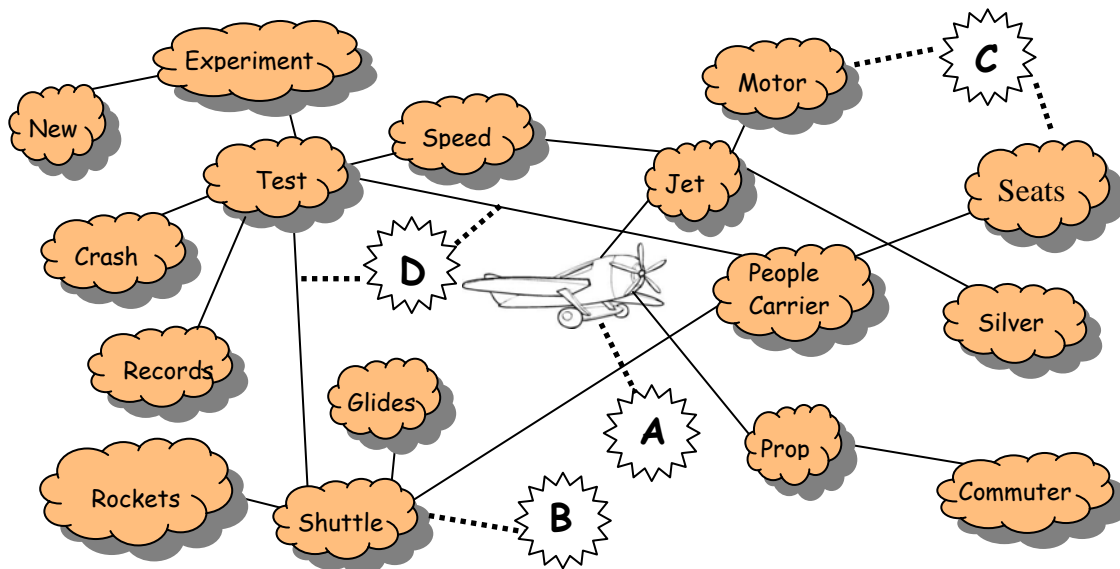 Experiment
Motor
C
New
Speed
Test
Jet
Seats
Crash
D
People
Carrier
Silver
Records
Glides
A
Prop
Rockets
Shuttle
B
Commuter